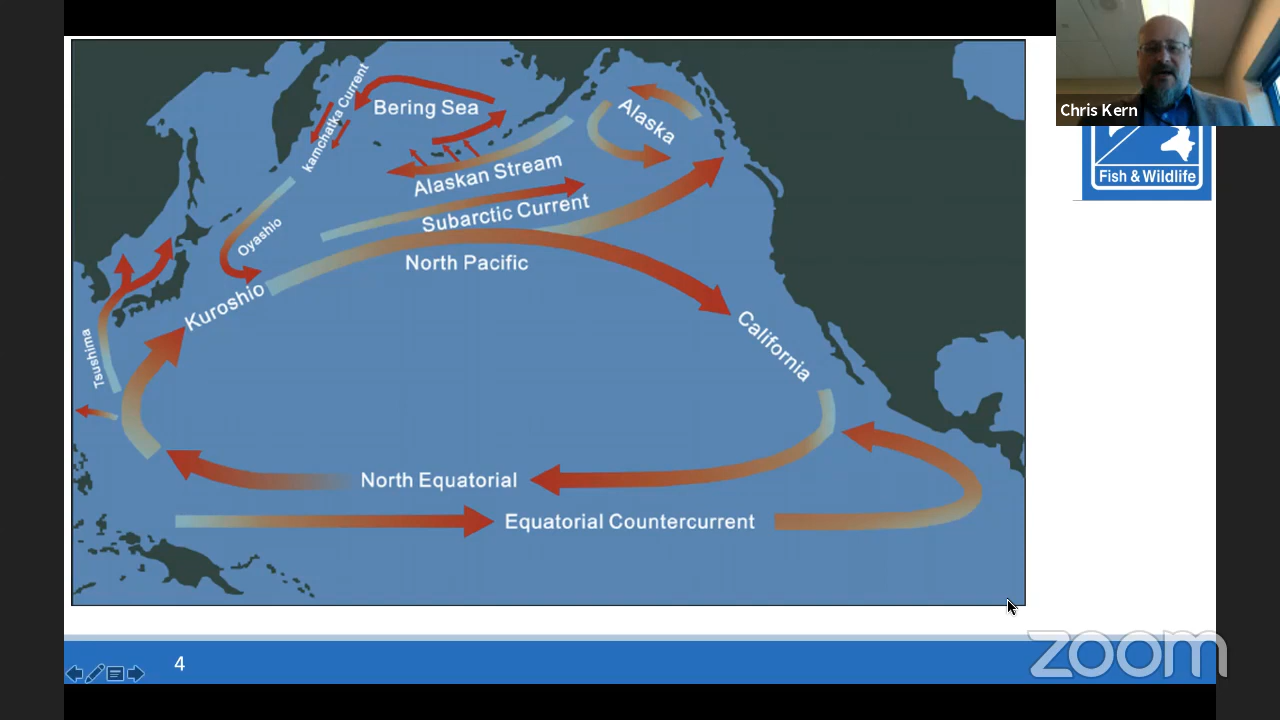 Chris Kern
Fish & Wildlife
kamchatka Current
Bering Sea
Alaska
Alaskan Stream
Subarctic Current
Oyashio
North Pacific
Kuroshio
Tsushima
California
North Equatorial
Equatorial Countercurrent
4
zoom